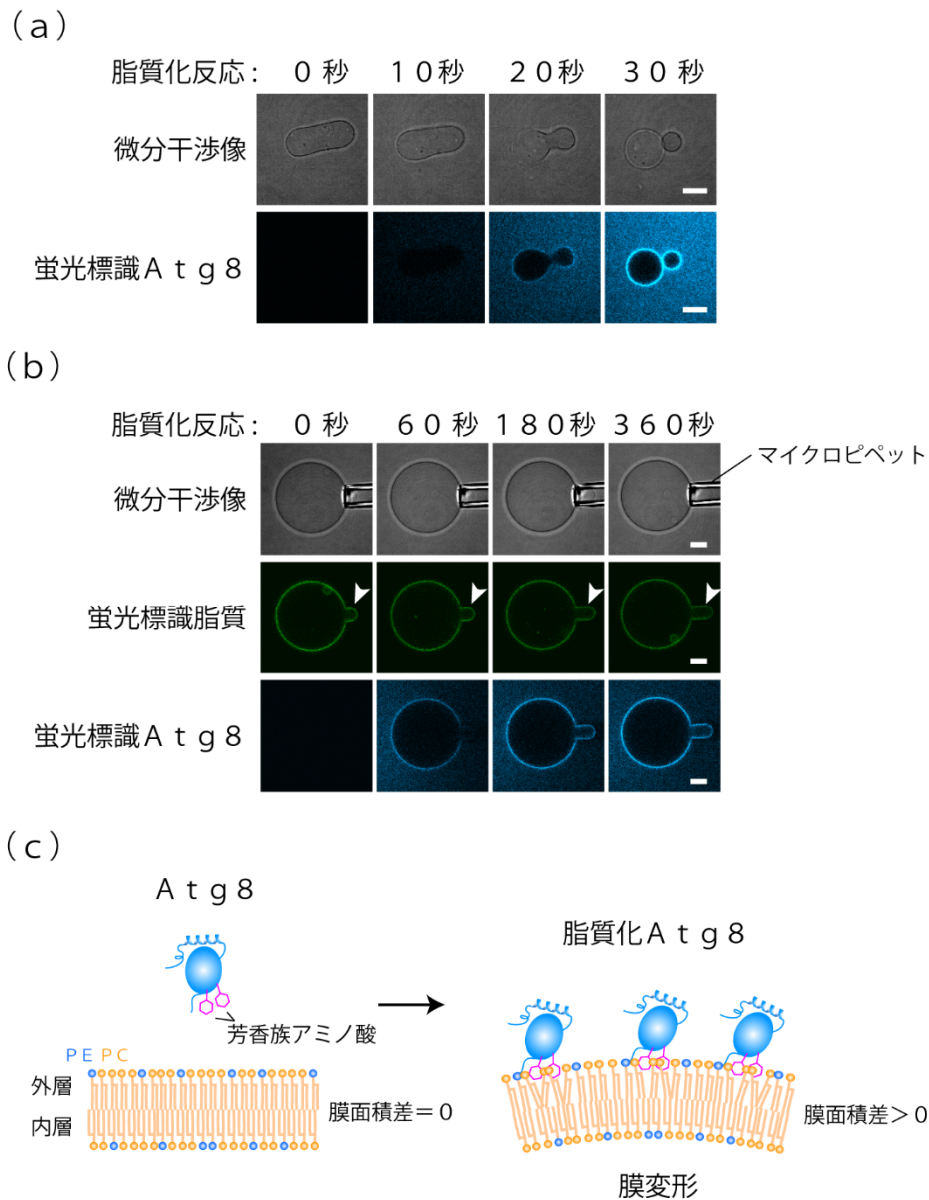 （a）
脂質化反応： ０秒 １０秒 ２０秒 ３０秒
微分干渉像
蛍光標識Ａｔｇ８
（b）
脂質化反応： ０秒 ６０秒 １８０秒 ３６０秒
マイクロピペット
微分干渉像
蛍光標識脂質
蛍光標識Ａｔｇ８
（c）
Ａｔｇ８
脂質化Ａｔｇ８
芳香族アミノ酸
ＰＥ ＰＣ
外層
内層
膜面積差＝０
膜面積差＞０
膜変形